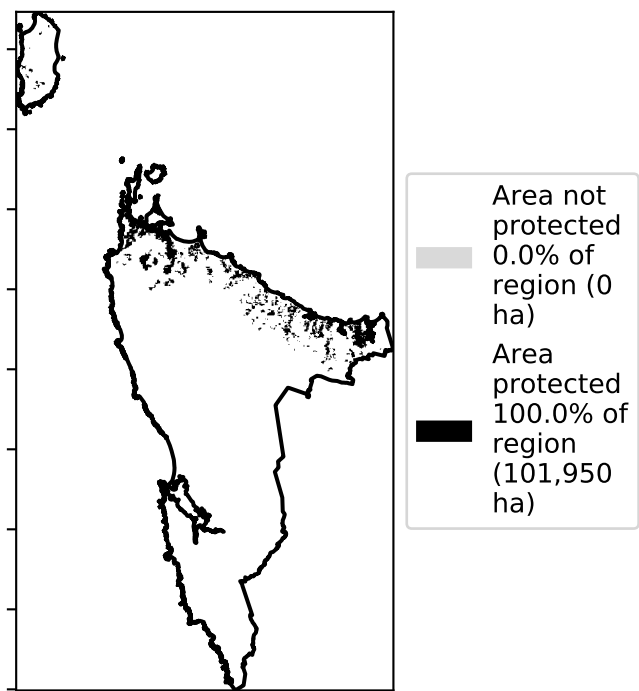 Area not
protected
0.0% of
region (0
ha)
Area
protected
100.0% of
region
(101,950
ha)